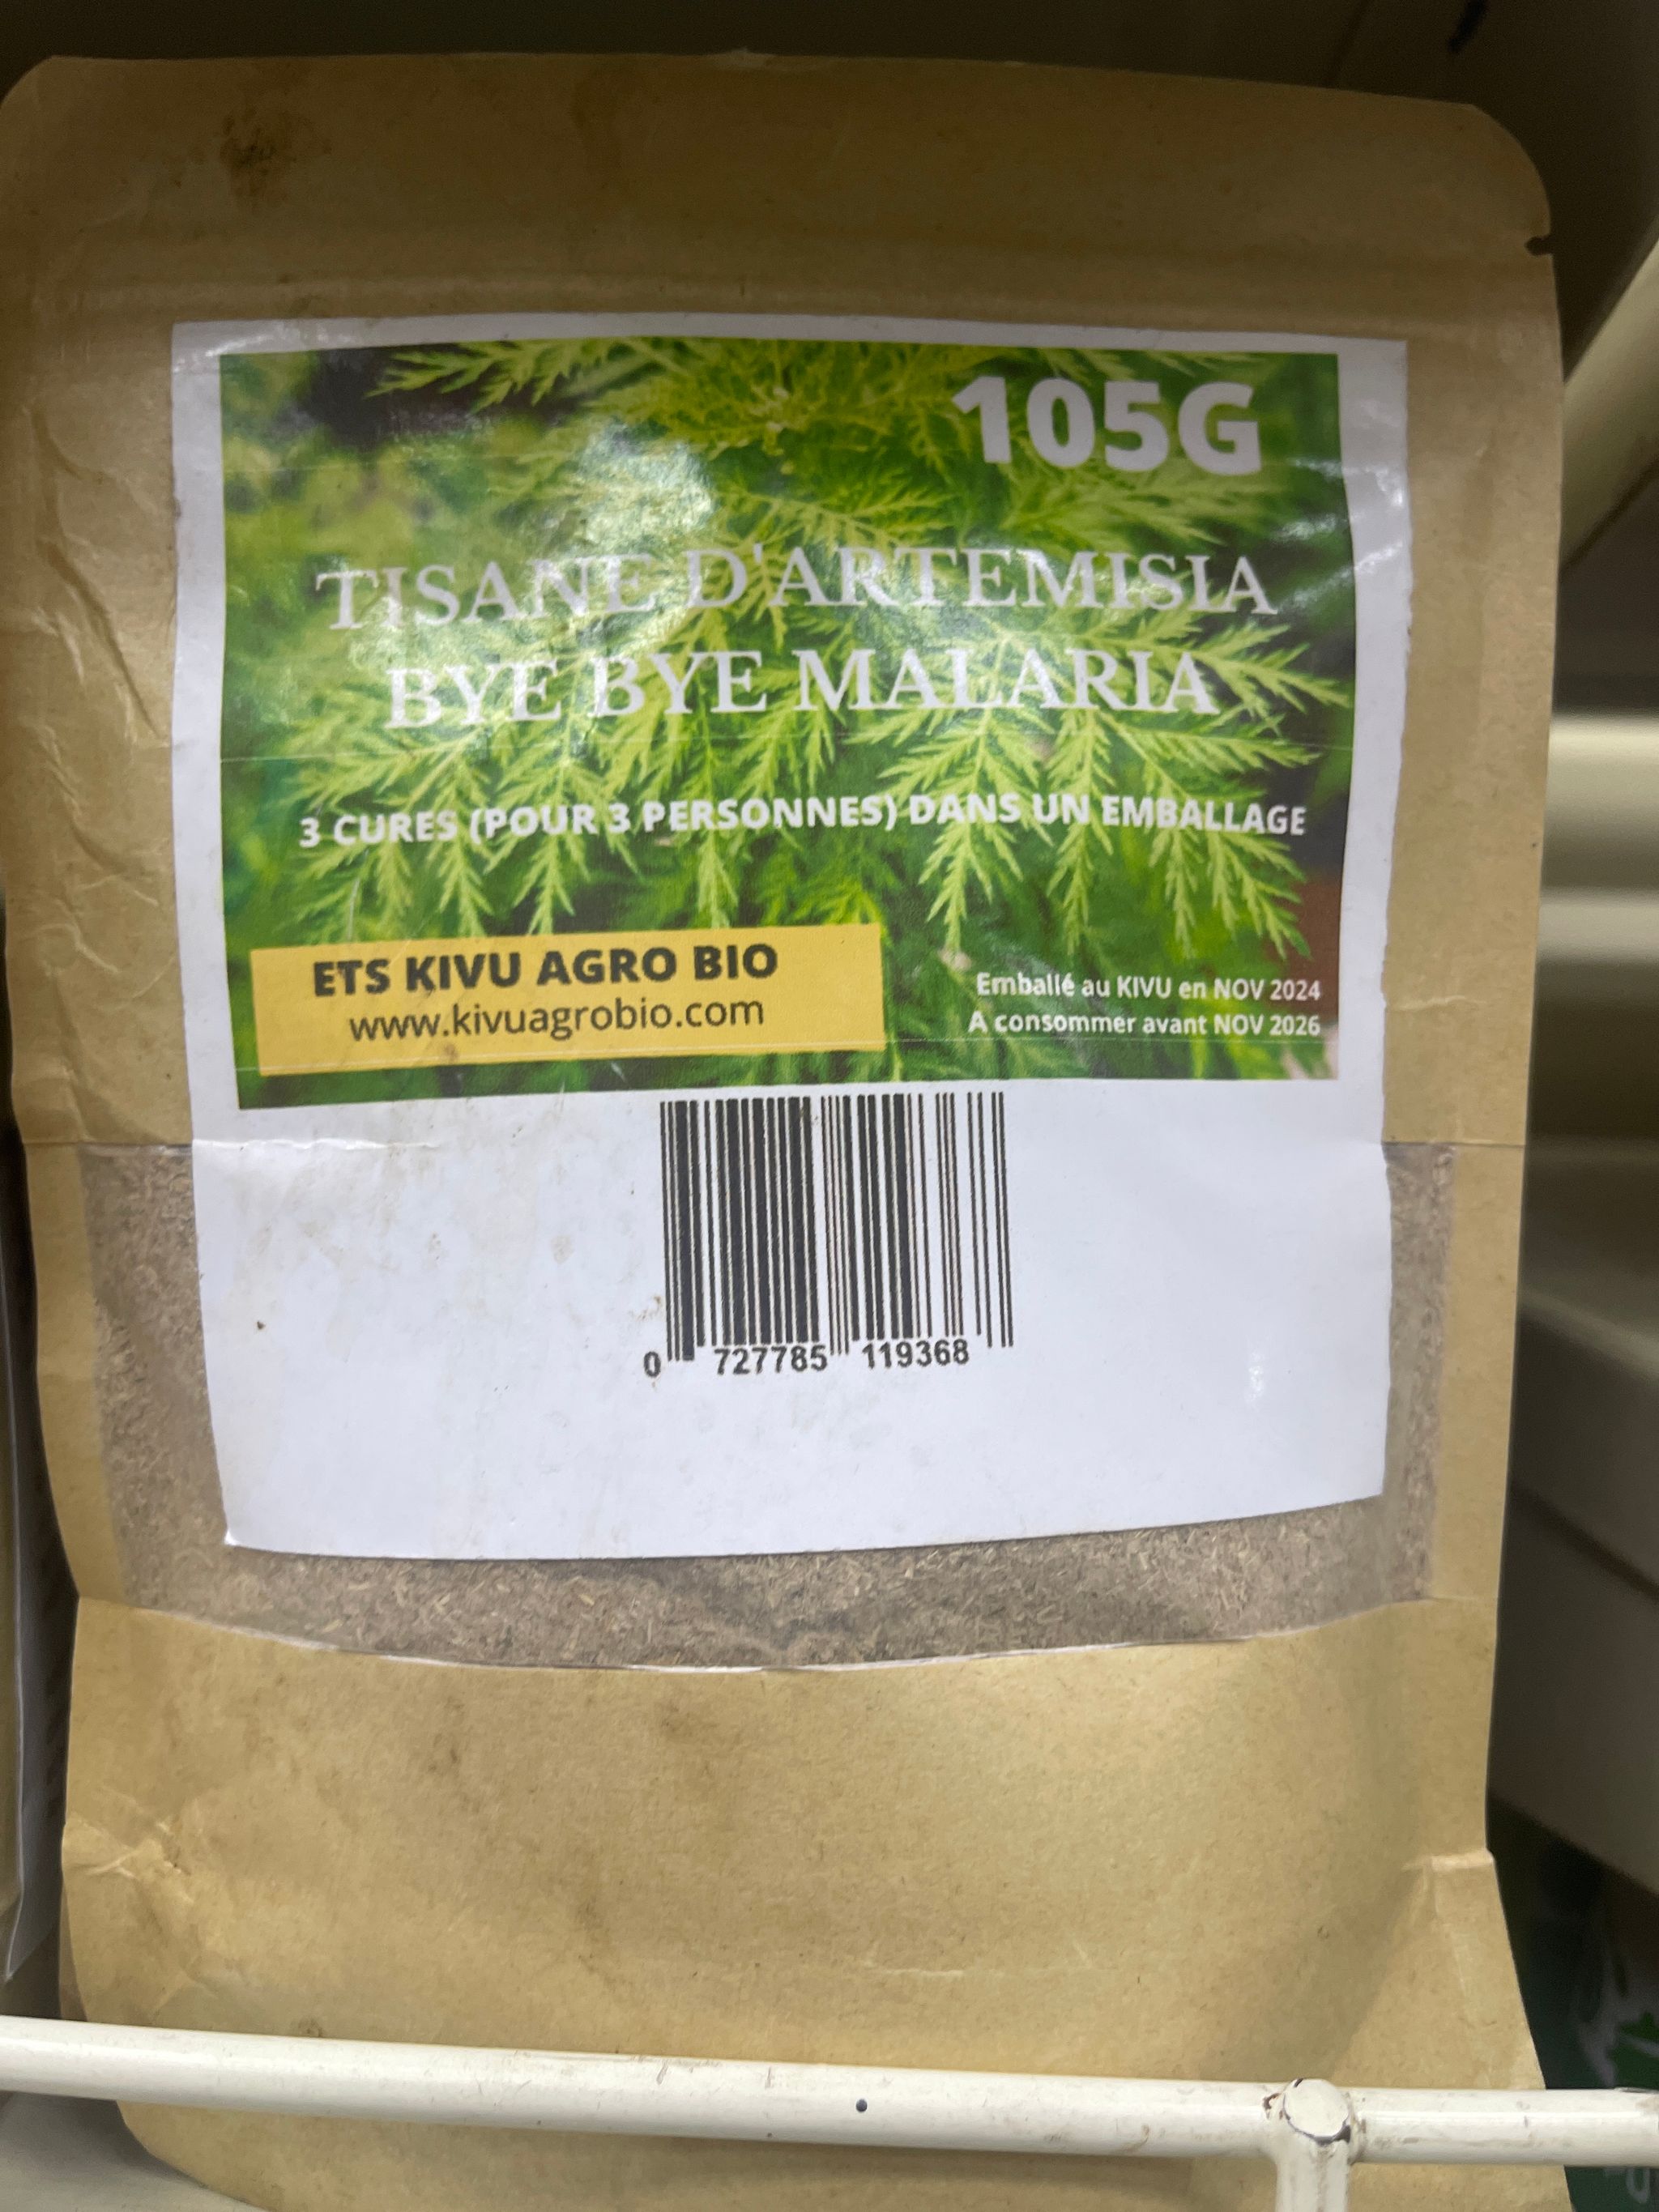 105G
TISANE D'ARTEMISIA
BYE BYE MALARIA
3 CURES (POUR 3 PERSONNES) DANS UN EMBALLAGE
ETS KIVU AGRO BIO
www.kivuagrobio.com
Emballé au KIVU en NOV 2024
A consommer avant NOV 2026
0 727785 119368